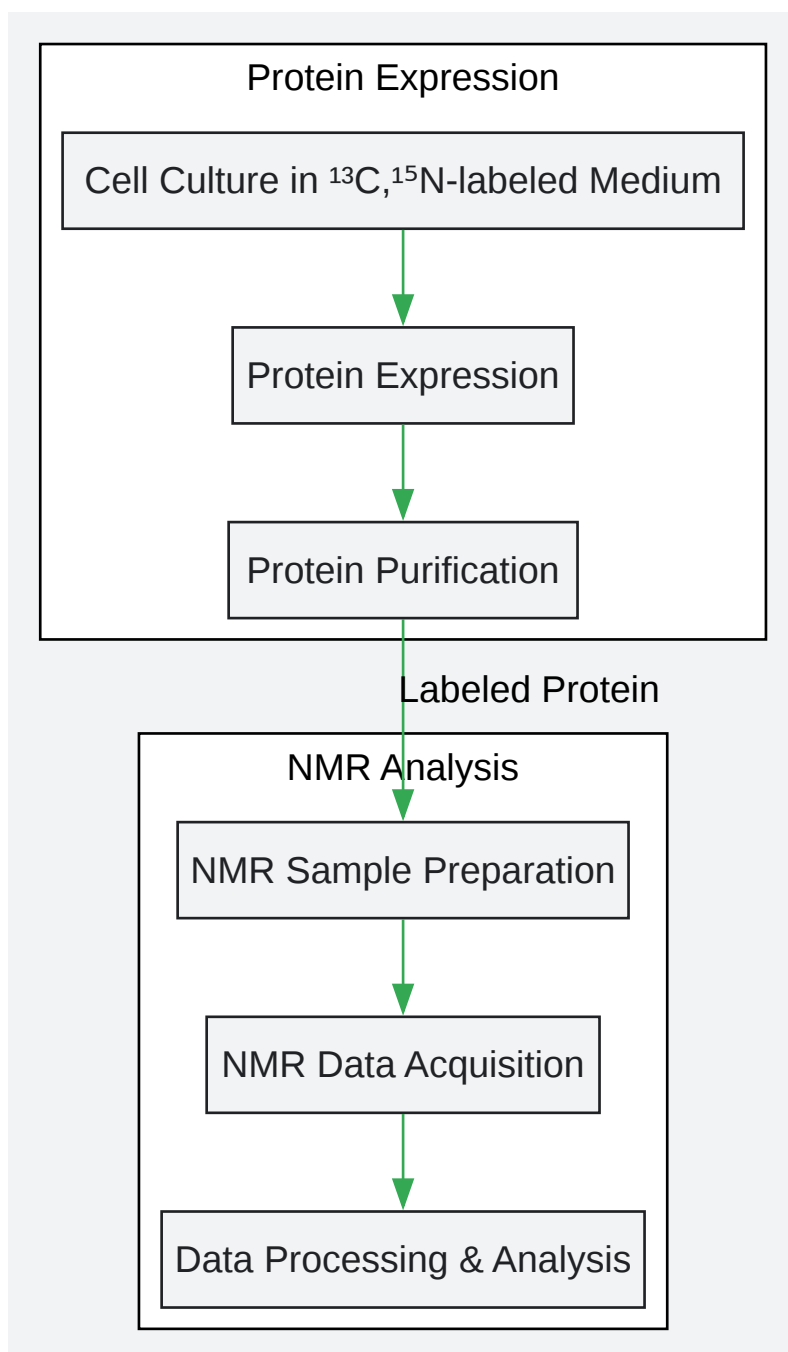 Protein Expression
Cell Culture in ¹³C,¹⁵N-labeled Medium
Protein Expression
Protein Purification
Labeled Protein
NMR Analysis
NMR Sample Preparation
NMR Data Acquisition
Data Processing & Analysis